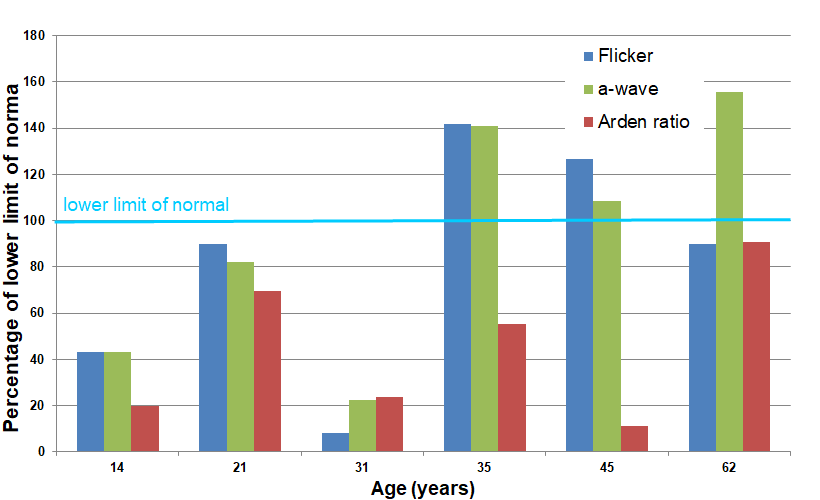 180
160
140
120
100
80
60
40
20
0
Percentage of lower limit of norma
Flicker
a-wave
Arden ratio
lower limit of normal
14 21 31 35 45 62
Age (years)